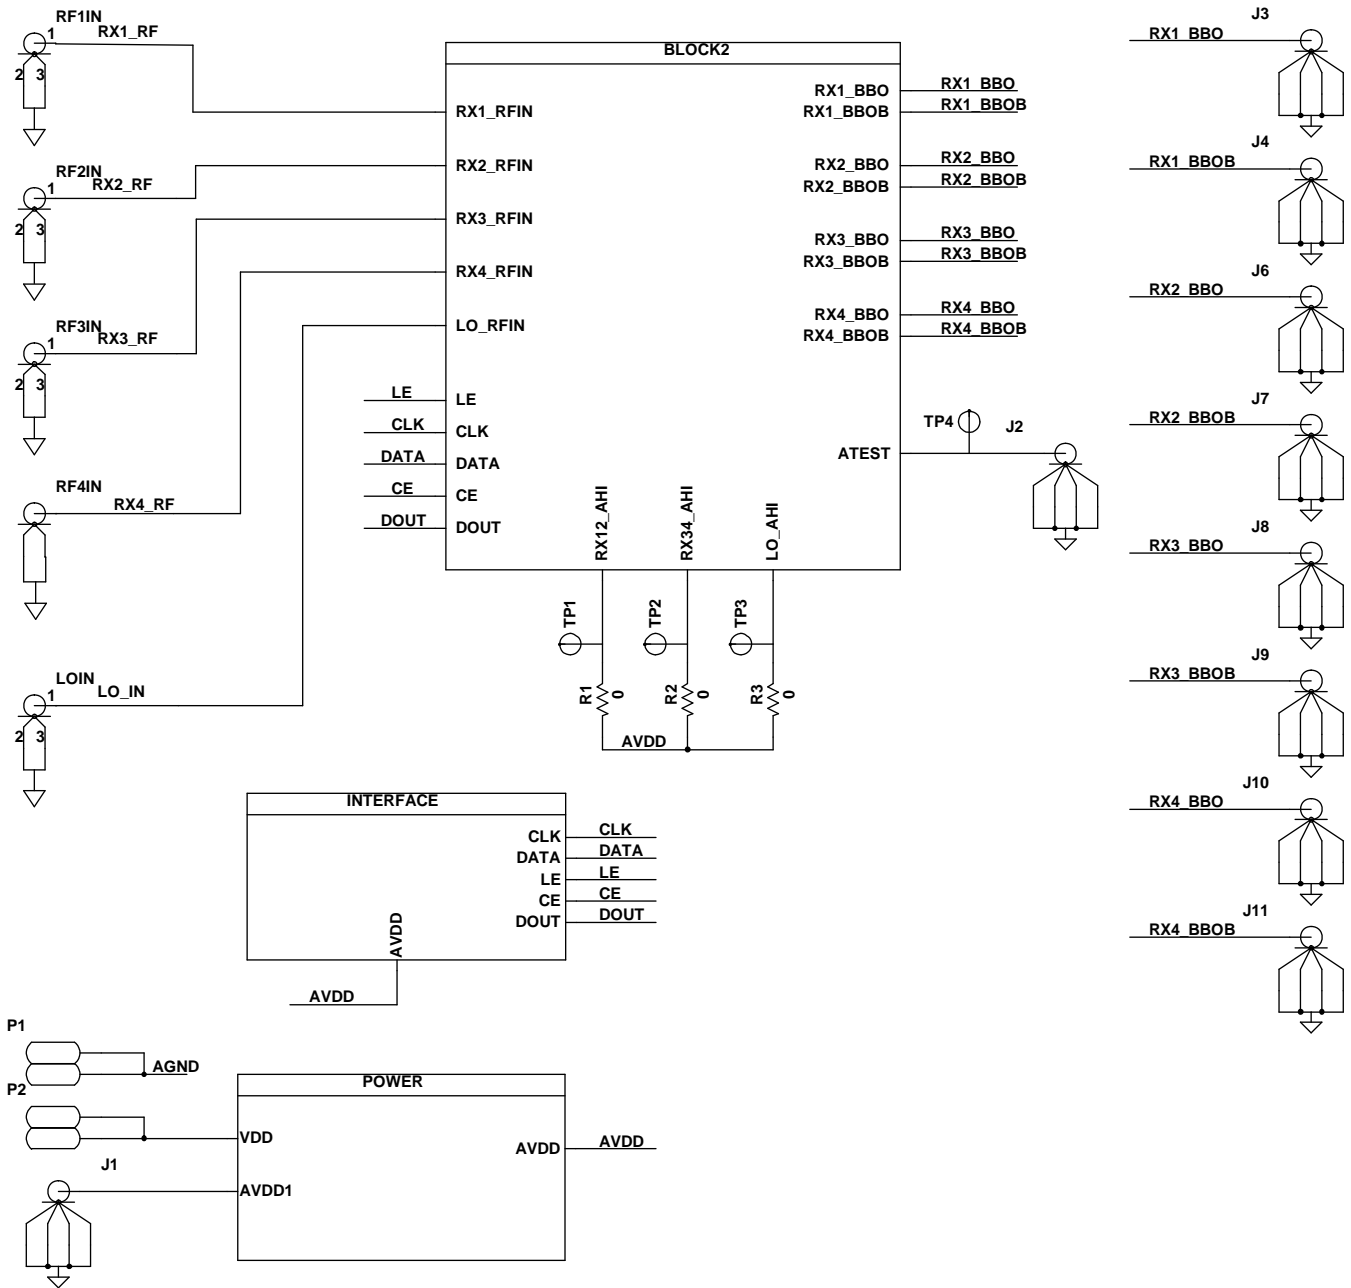 RF1IN
1
RX1_RF
2 3
RF2IN
1
RX2_RF
2 3
RF3IN
1
RX3_RF
2 3
RF4IN
RX4_RF
LOIN
1
LO_IN
2 3
BLOCK2
RX1_RFIN
RX2_RFIN
RX3_RFIN
RX4_RFIN
LO_RFIN
LE
LE
CLK
CLK
DATA
DATA
CE
CE
DOUT
DOUT
RX1_BBO
RX1_BBO
RX1_BBOB
RX1_BBOB
RX2_BBO
RX2_BBO
RX2_BBOB
RX2_BBOB
RX3_BBO
RX3_BBO
RX3_BBOB
RX3_BBOB
RX4_BBO
RX4_BBO
RX4_BBOB
RX4_BBOB
ATEST
TP4
J2
RX12_AHI
RX34_AHI
LO_AHI
TP1
TP2
TP3
R1
0
R2
0
R3
0
AVDD
J3
RX1_BBO
J4
RX1_BBOB
J6
RX2_BBO
J7
RX2_BBOB
J8
RX3_BBO
J9
RX3_BBOB
J10
RX4_BBO
J11
RX4_BBOB
INTERFACE
CLK
CLK
DATA
DATA
LE
LE
CE
CE
DOUT
DOUT
AVDD
AVDD
P1
AGND
P2
POWER
VDD
AVDD
AVDD
J1
AVDD1